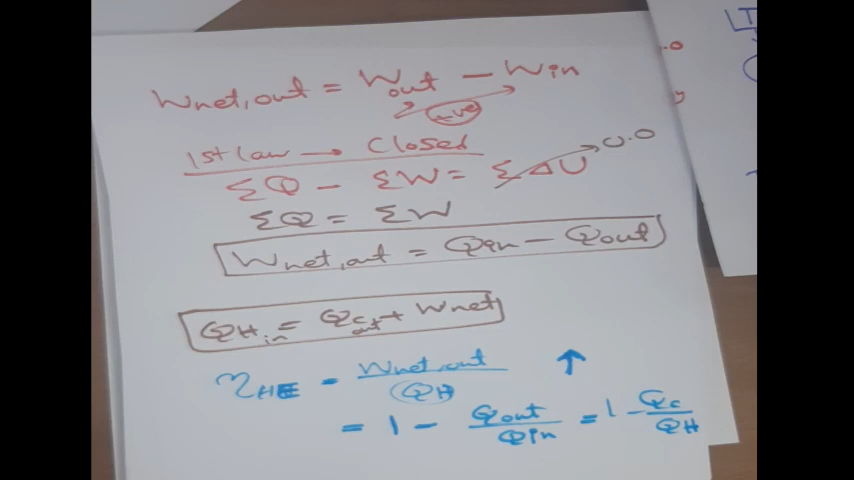 Wnet,out = Wout - Win
+ve
1st law → Closed
ΣQ - ΣW = ΣΔU → 0.0
ΣQ = ΣW
Wnet,out = Qin - Qout
QH in = Qc out + Wnet
ηHE = Wnet,out / QH ↑
= 1 - Qout / Qin = 1 - Qc / QH